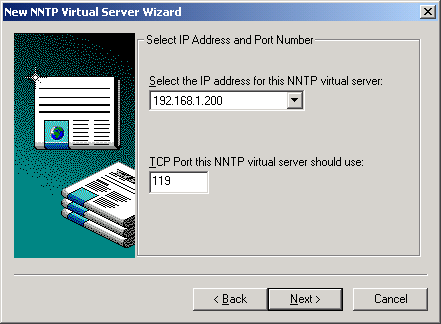 New NNTP Virtual Server Wizard
Select IP Address and Port Number
Select the IP address for this NNTP virtual server:
192.168.1.200
TCP Port this NNTP virtual server should use:
119
< Back Next > Cancel